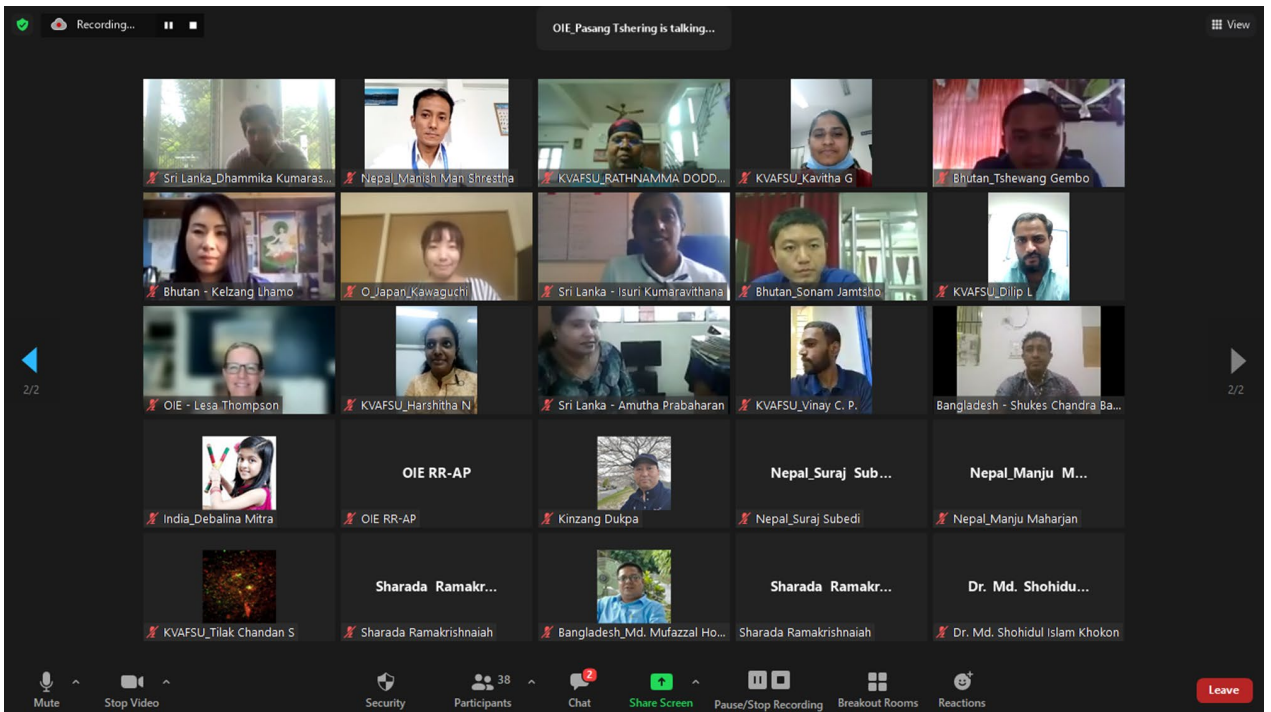 Recording...
OIE_Pasang Tshering is talking...
View
Sri Lanka_Dhammika Kumaras...
Nepal_Manish Man Shrestha
KVAFSU_RATHNAMMA DODD...
KVAFSU_Kavitha G
Bhutan_Tshewang Gembo
Bhutan - Kelzang Lhamo
O_Japan_Kawaguchi
Sri Lanka - Isuri Kumaravithana
Bhutan_Sonam Jamtsho
KVAFSU_Dilip L
OIE - Lesa Thompson
KVAFSU_Harshitha N
Sri Lanka - Amutha Prabaharan
KVAFSU_Vinay C. P.
Bangladesh - Shukes Chandra Ba...
2/2
2/2
India_Debalina Mitra
OIE RR-AP
OIE RR-AP
Kinzang Dukpa
Nepal_Suraj Sub...
Nepal_Suraj Subedi
Nepal_Manju M...
Nepal_Manju Maharjan
KVAFSU_Tilak Chandan S
Sharada Ramakr...
Sharada Ramakrishnaiah
Bangladesh_Md. Mufazzal Ho...
Sharada Ramakr...
Sharada Ramakrishnaiah
Dr. Md. Shohidu...
Dr. Md. Shohidul Islam Khokon
Mute
Stop Video
Security
38
Participants
2
Chat
Share Screen
Pause/Stop Recording
Breakout Rooms
Reactions
Leave